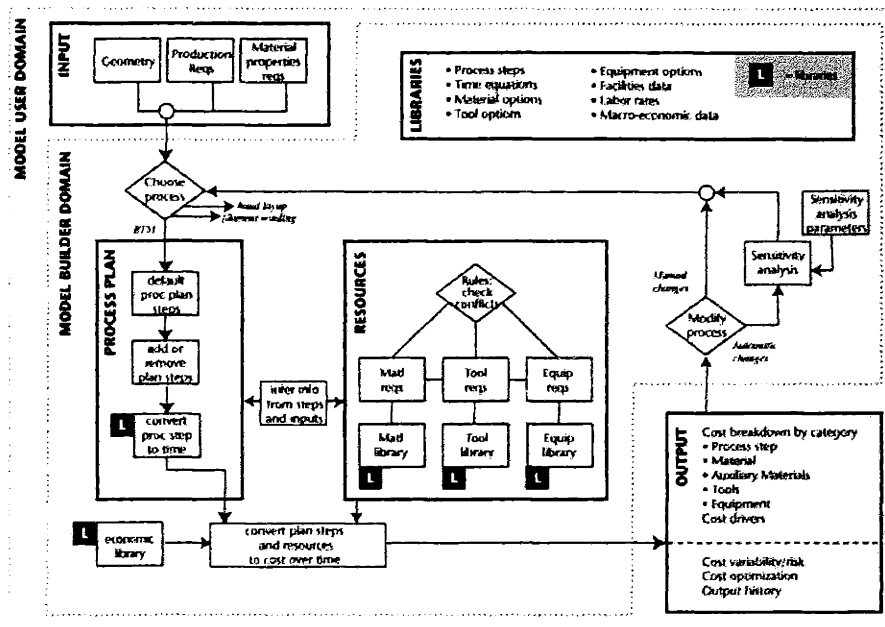 MODEL USER DOMAIN
INPUT
Geometry
Production
Reqs
Material
properties
reqs
LIBRARIES
• Process steps
• Time equations
• Material options
• Tool options
• Equipment options
• Facilities data
• Labor rates
• Macro-economic data
L
= libraries
MODEL BUILDER DOMAIN
Choose
process
hand layup
filament winding
PROCESS PLAN
default
proc plan
steps
add or
remove
plan steps
L
convert
proc step
to time
infer info
from steps
and inputs
RESOURCES
Rules:
check
conflicts
Matl
reqs
Tool
reqs
Equip
reqs
Matl
library
Tool
library
Equip
library
L
L
L
Sensitivity
analysis
parameters
Sensitivity
analysis
Manual
changes
Modify
process
Automatic
changes
L
economic
library
convert plan steps
and resources
to cost over time
OUTPUT
Cost breakdown by category
• Process step
• Material
• Auxiliary Materials
• Tools
• Equipment
Cost drivers
Cost variability/risk
Cost optimization
Output history